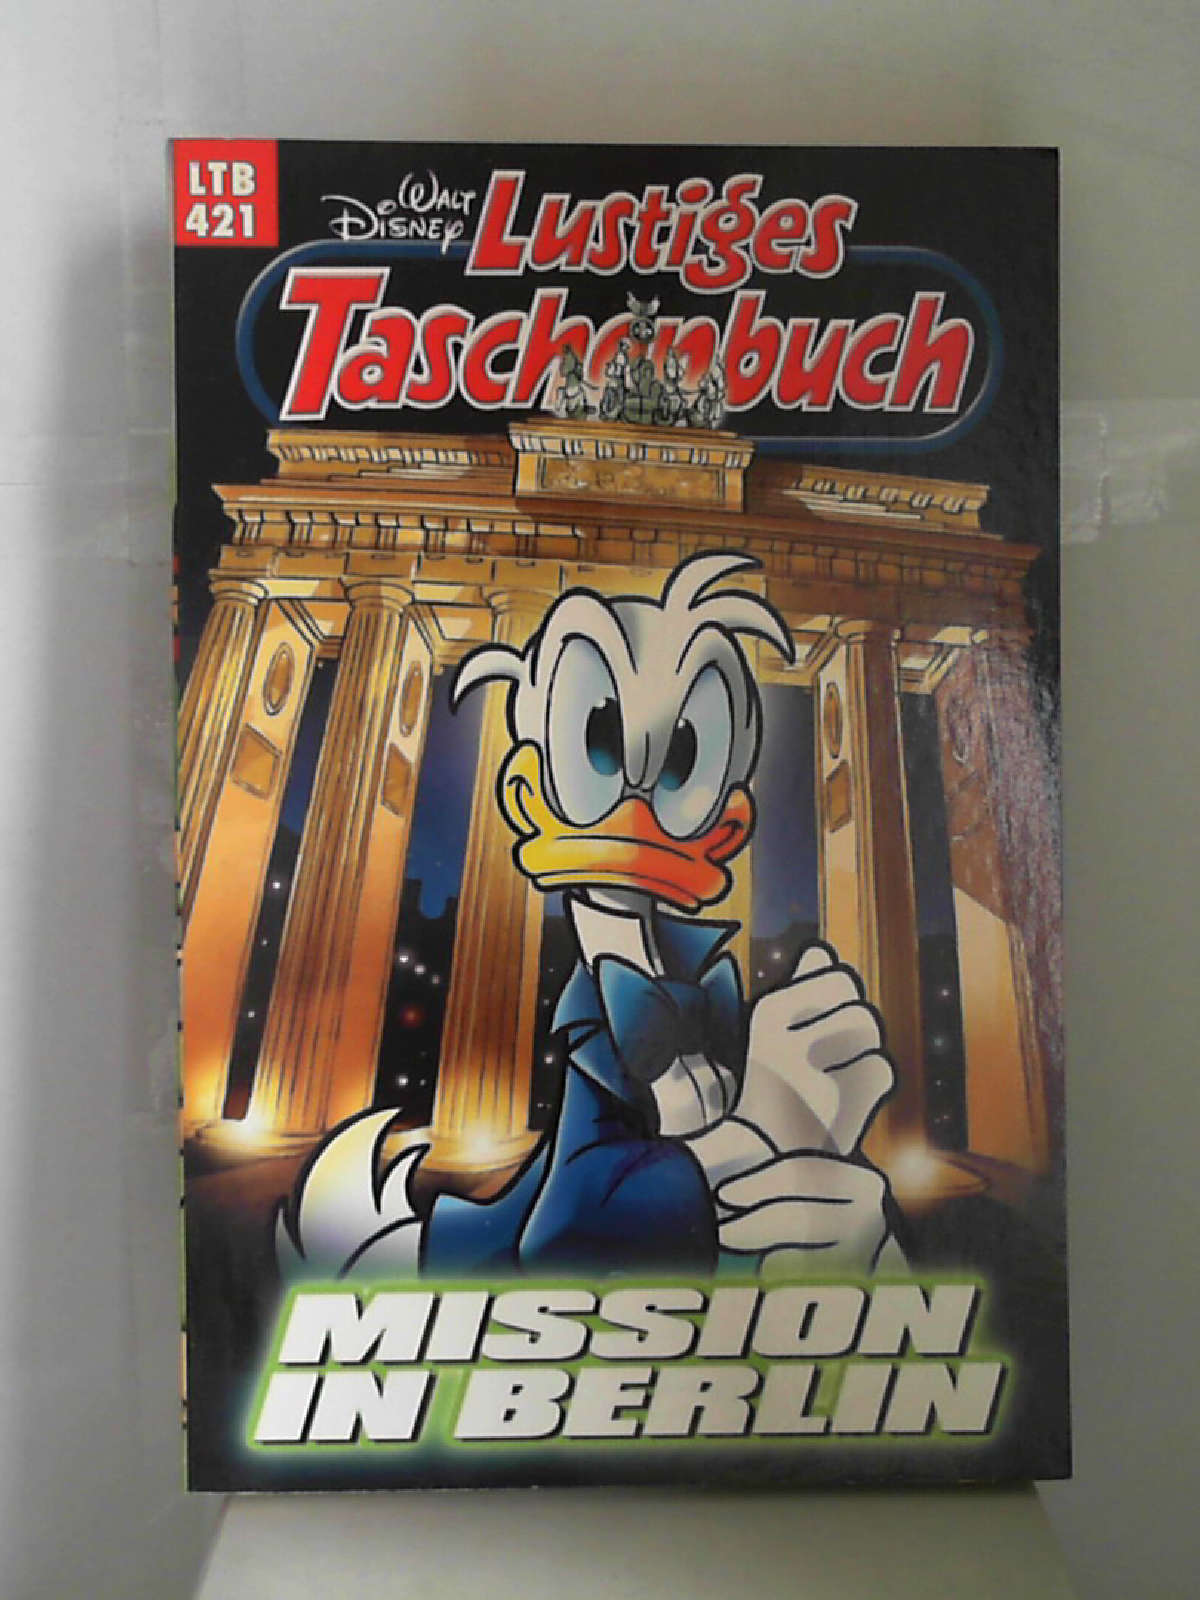 LTB
421
WALT
DISNEY
Lustiges
Taschenbuch
MISSION
IN BERLIN